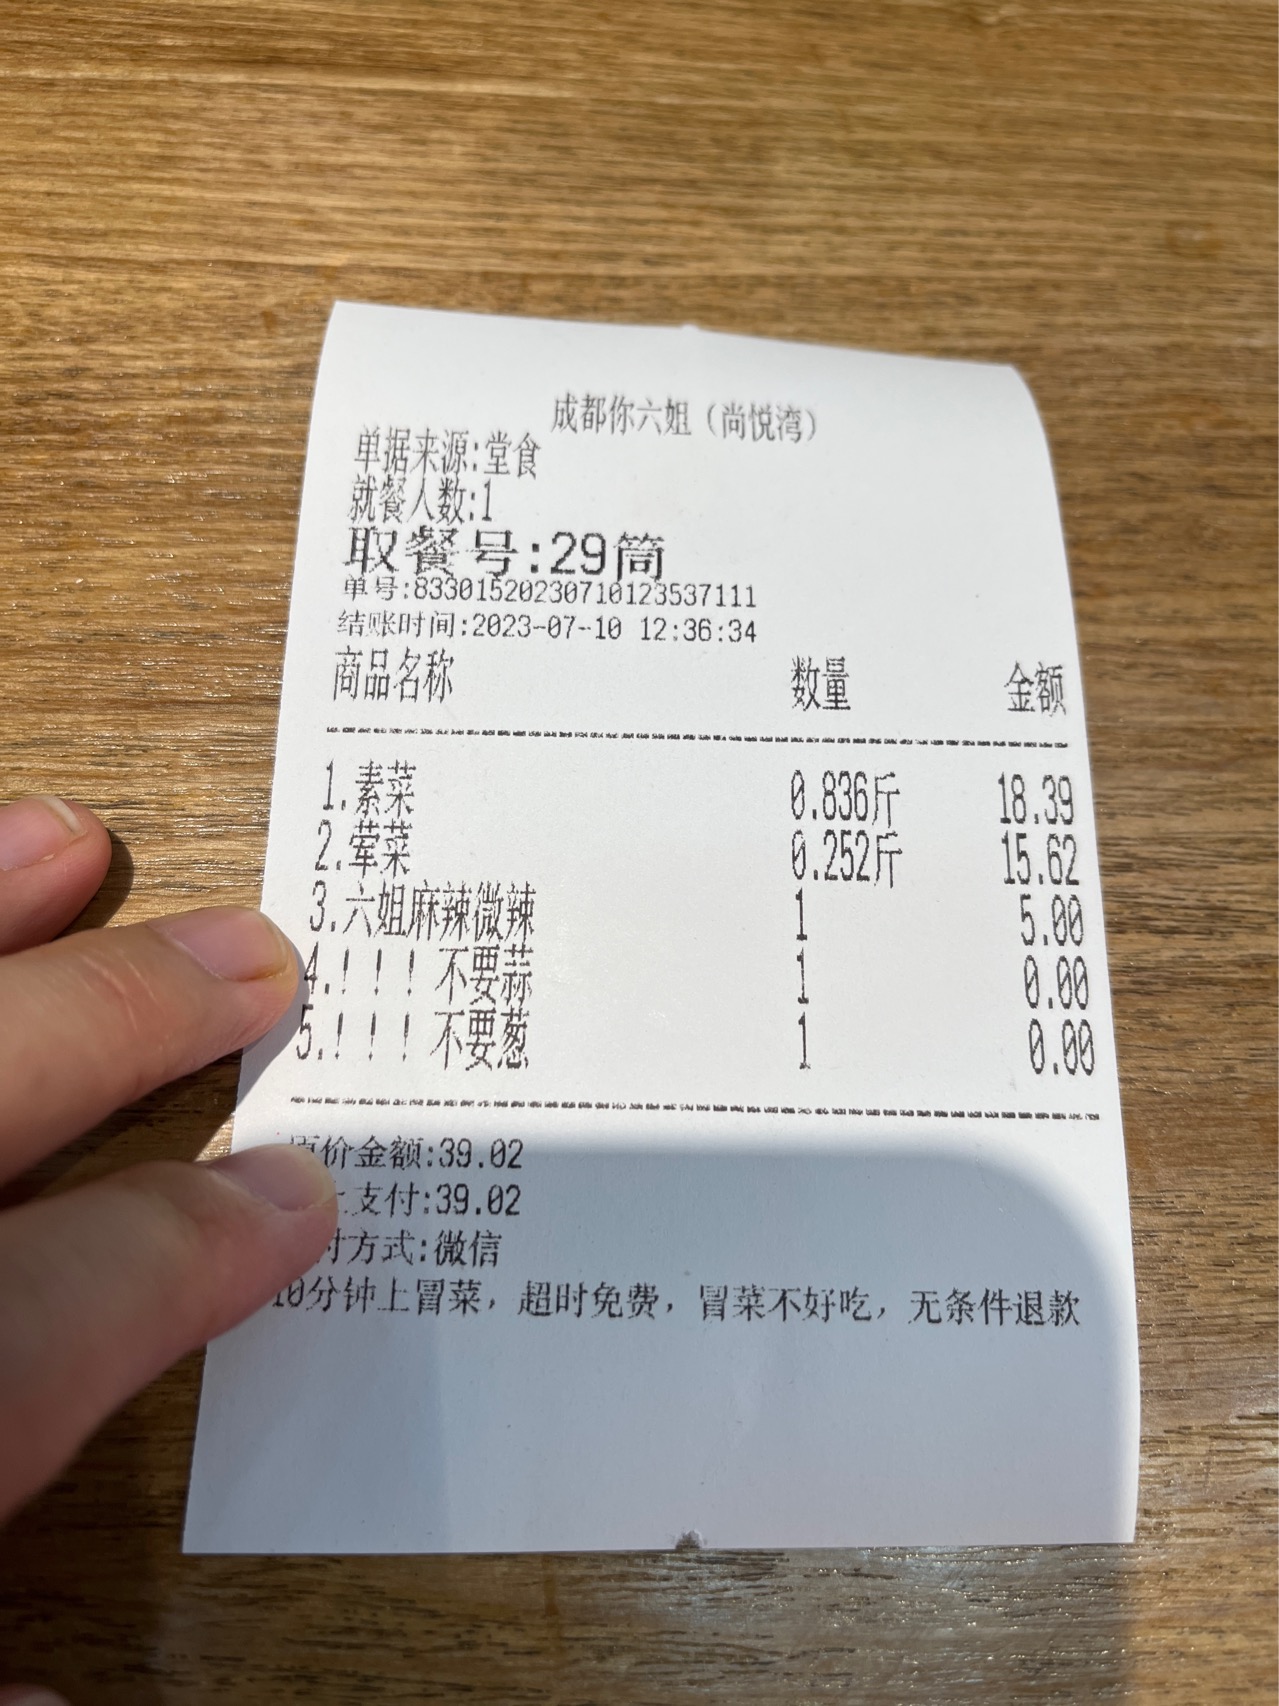 成都你六姐（尚悦湾）
单据来源:堂食
就餐人数:1
取餐号:29筒
单号:833015202307101235371​11
结账时间:2023-07-10 12:36:34
商品名称 数量 金额
1.素菜 0.836斤 18.39
2.荤菜 0.252斤 15.62
3.六姐麻辣微辣 1 5.00
4.！！！不要蒜 1 0.00
5.！！！不要葱 1 0.00
原价金额:39.02
支付:39.02
付方式:微信
10分钟上冒菜，超时免费，冒菜不好吃，无条件退款